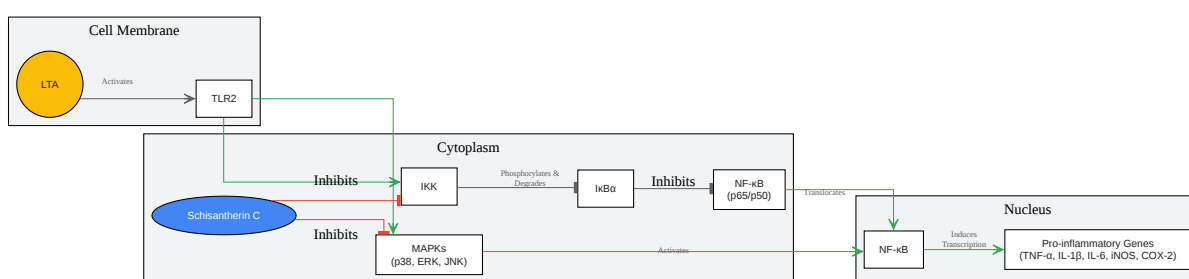 Cell Membrane
LTA
Activates
TLR2
Cytoplasm
Inhibits
IKK
Phosphorylates &
Degrades
IκBα
Inhibits
NF-κB
(p65/p50)
Translocates
Schisantherin C
Inhibits
MAPKs
(p38, ERK, JNK)
Activates
Nucleus
NF-κB
Induces
Transcription
Pro-inflammatory Genes
(TNF-α, IL-1β, IL-6, iNOS, COX-2)